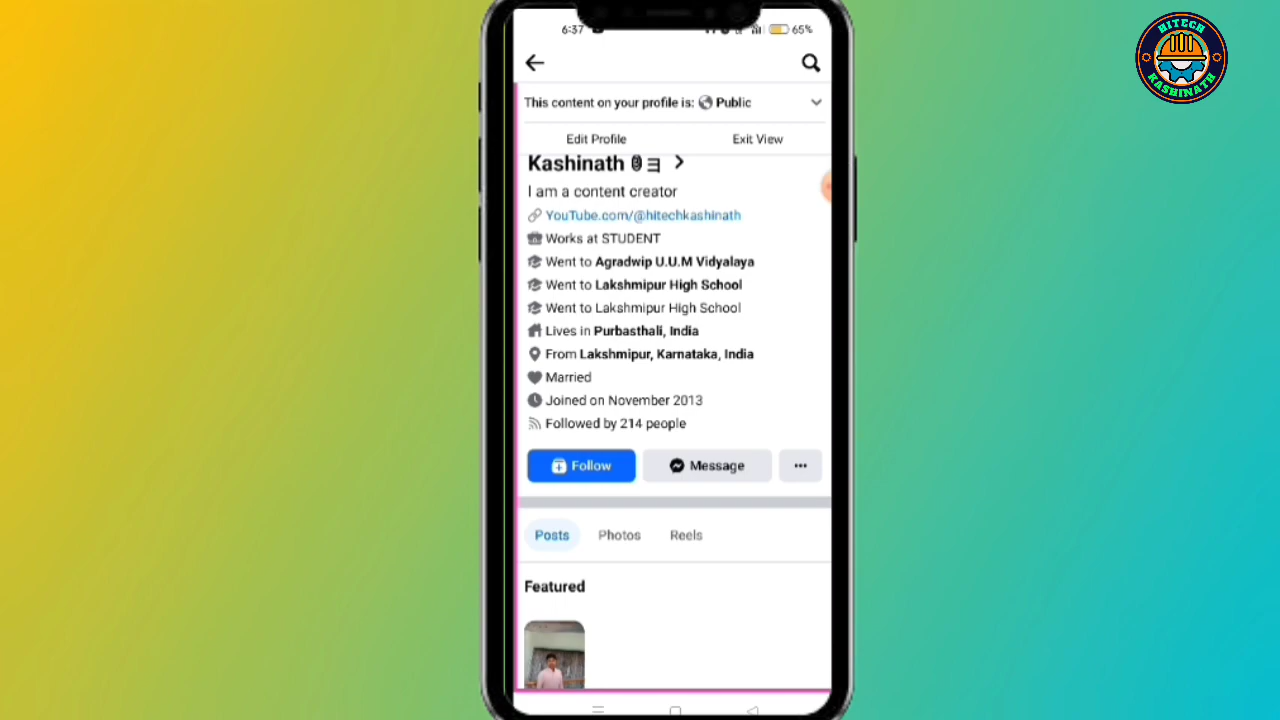 6:37
65%
HITECH
KASHINATH
This content on your profile is: Public
Edit Profile
Exit View
Kashinath
I am a content creator
YouTube.com/@hitechkashinath
Works at STUDENT
Went to Agradwip U.U.M Vidyalaya
Went to Lakshmipur High School
Went to Lakshmipur High School
Lives in Purbasthali, India
From Lakshmipur, Karnataka, India
Married
Joined on November 2013
Followed by 214 people
Follow
Message
Posts
Photos
Reels
Featured